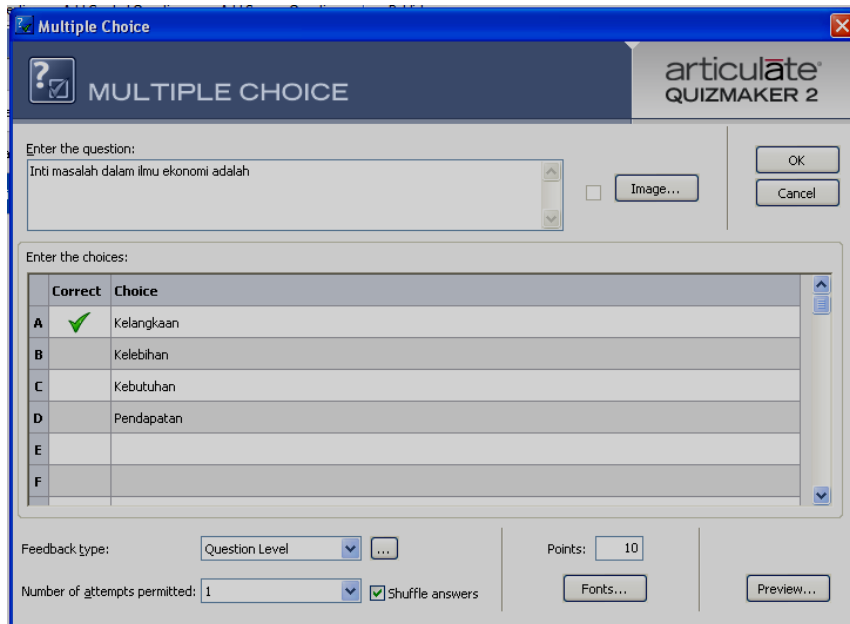 Multiple Choice
MULTIPLE CHOICE
articulāte®
QUIZMAKER 2
Enter the question:
Inti masalah dalam ilmu ekonomi adalah
Image...
OK
Cancel
Enter the choices:
Correct Choice
A Kelangkaan
B Kelebihan
C Kebutuhan
D Pendapatan
E
F
Feedback type: Question Level ...
Points: 10
Number of attempts permitted: 1 Shuffle answers
Fonts...
Preview...